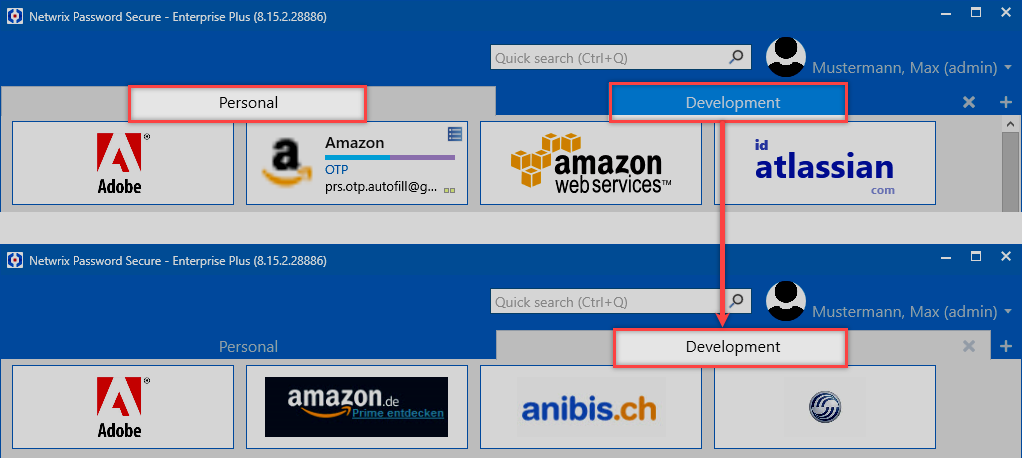 Netwrix Password Secure - Enterprise Plus (8.15.2.28886)
Quick search (Ctrl+Q)
Mustermann, Max (admin)
Personal
Development
Adobe
Amazon
OTP
prs.otp.autofill@g...
amazon
web services™
id
atlassian
com
Netwrix Password Secure - Enterprise Plus (8.15.2.28886)
Quick search (Ctrl+Q)
Mustermann, Max (admin)
Personal
Development
Adobe
amazon.de
Prime entdecken
anibis.ch